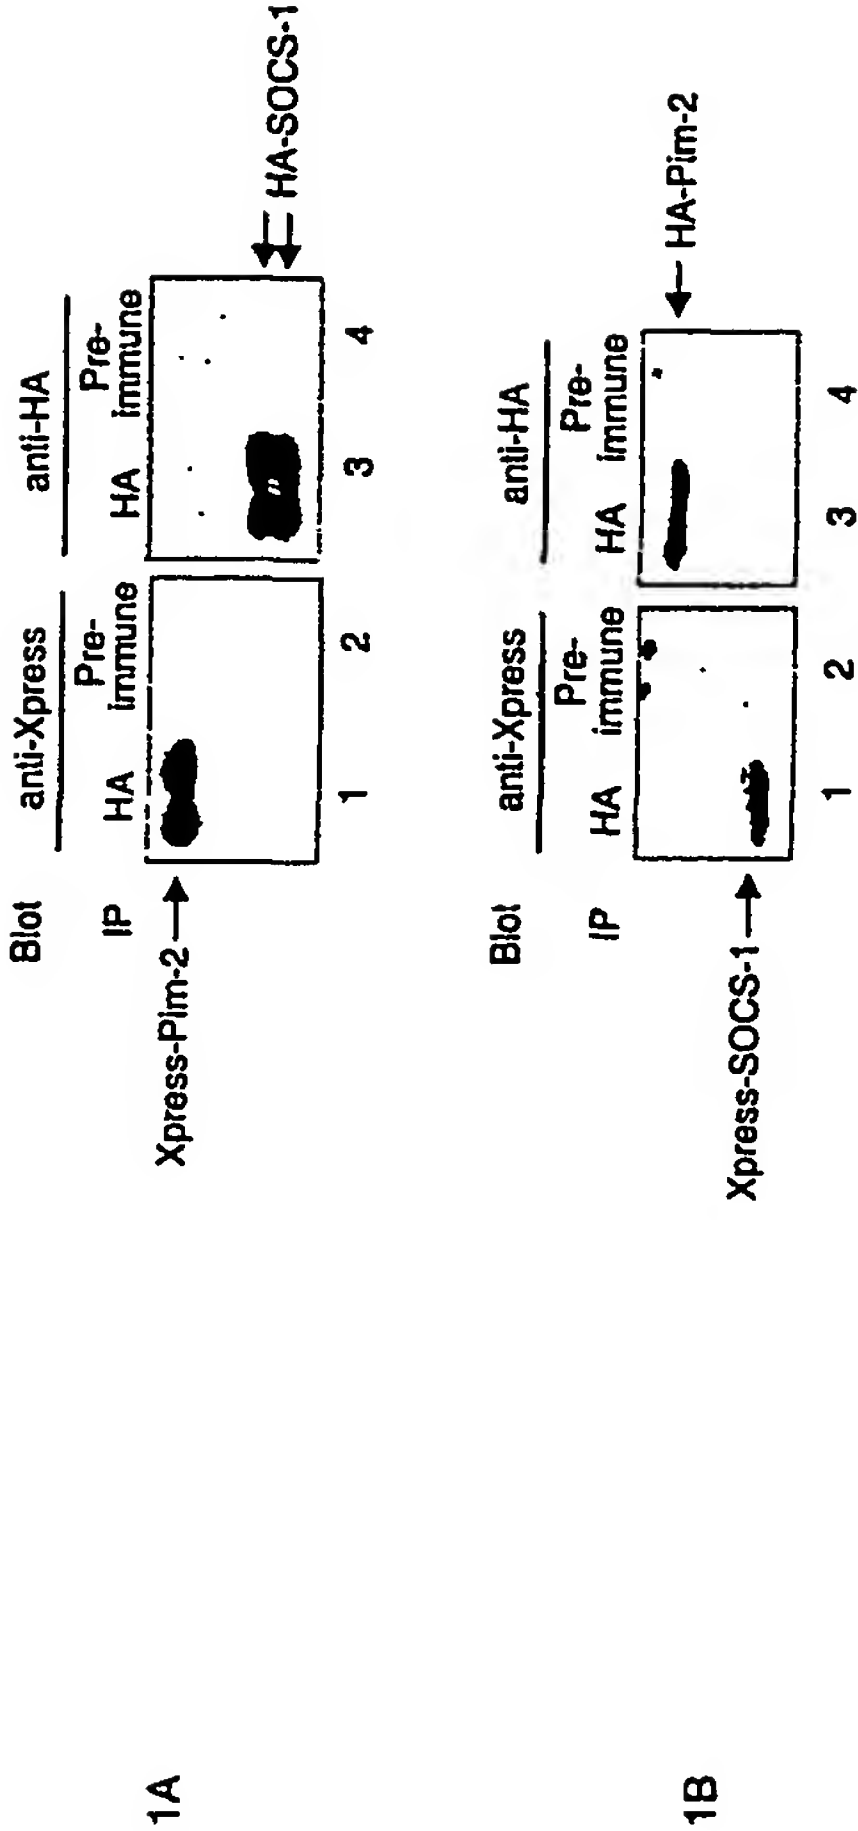 1A
Blot
anti-Xpress
anti-HA
IP
HA
Pre-
immune
HA
Pre-
immune
Xpress-Pim-2
HA-SOCS-1
1
2
3
4
1B
Blot
anti-Xpress
anti-HA
IP
HA
Pre-
immune
HA
Pre-
immune
HA-Pim-2
Xpress-SOCS-1
1
2
3
4